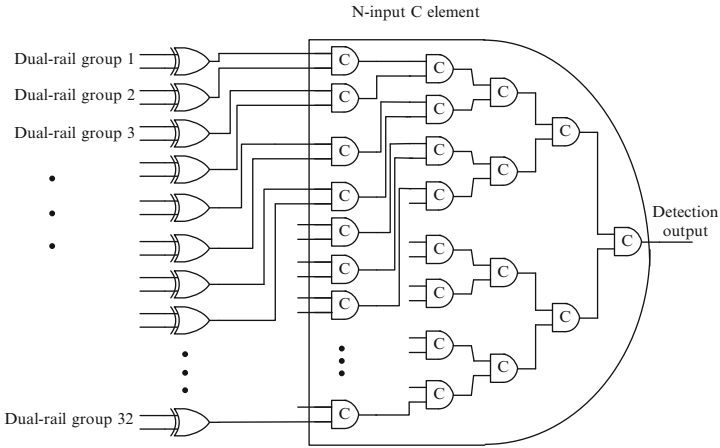 N-input C element
Dual-rail group 1
C
C
Dual-rail group 2
C
C
C
Dual-rail group 3
C
C
C
C
C
C
Detection
output
C
C
C
C
C
C
C
C
C
C
C
Dual-rail group 32
C